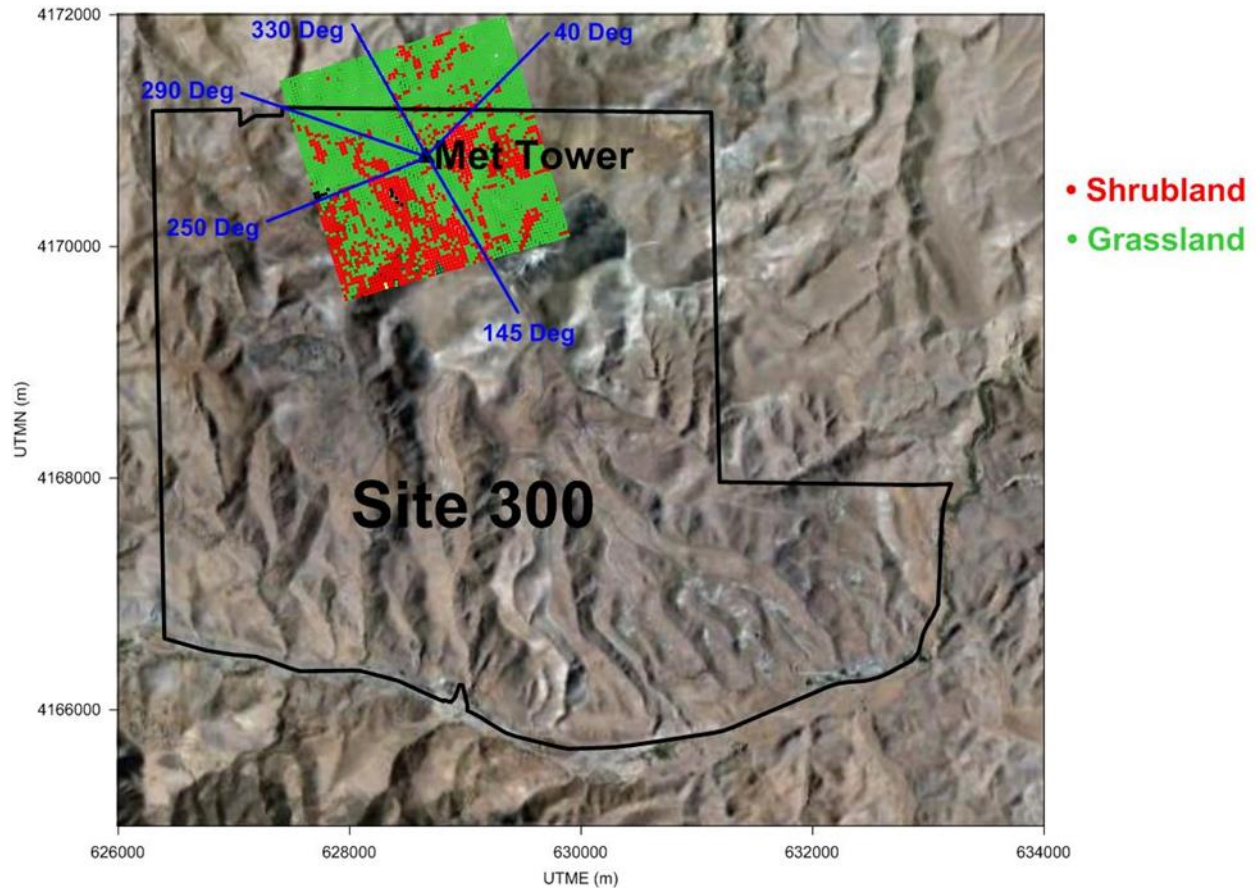 4172000
330 Deg
40 Deg
290 Deg
Met Tower
250 Deg
4170000
145 Deg
• Shrubland
• Grassland
UTMN (m)
4168000
Site 300
4166000
626000
628000
630000
632000
634000
UTME (m)